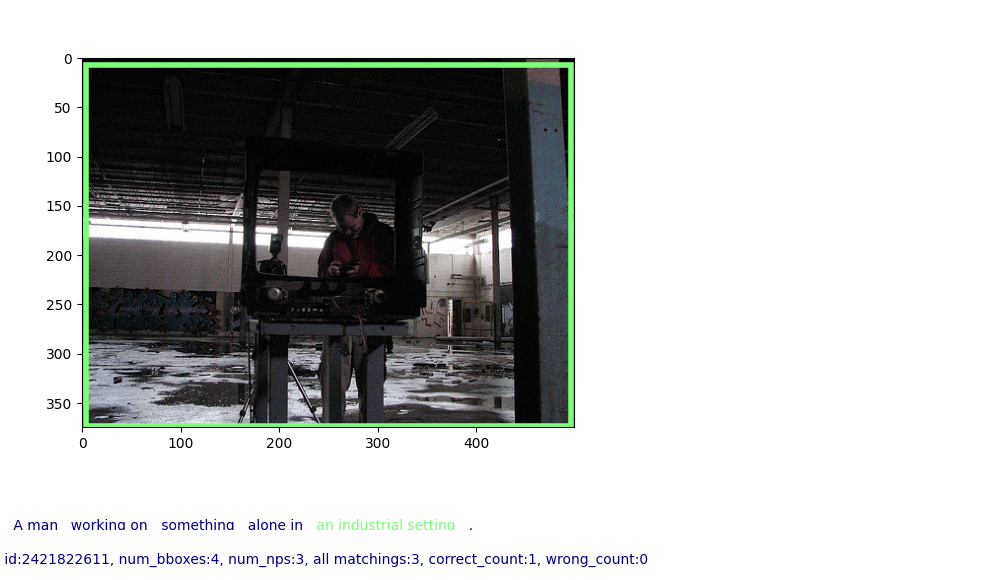 0
50
100
150
200
250
300
350
0 100 200 300 400
A man working on something alone in an industrial setting .
id:2421822611, num_bboxes:4, num_nps:3, all matchings:3, correct_count:1, wrong_count:0